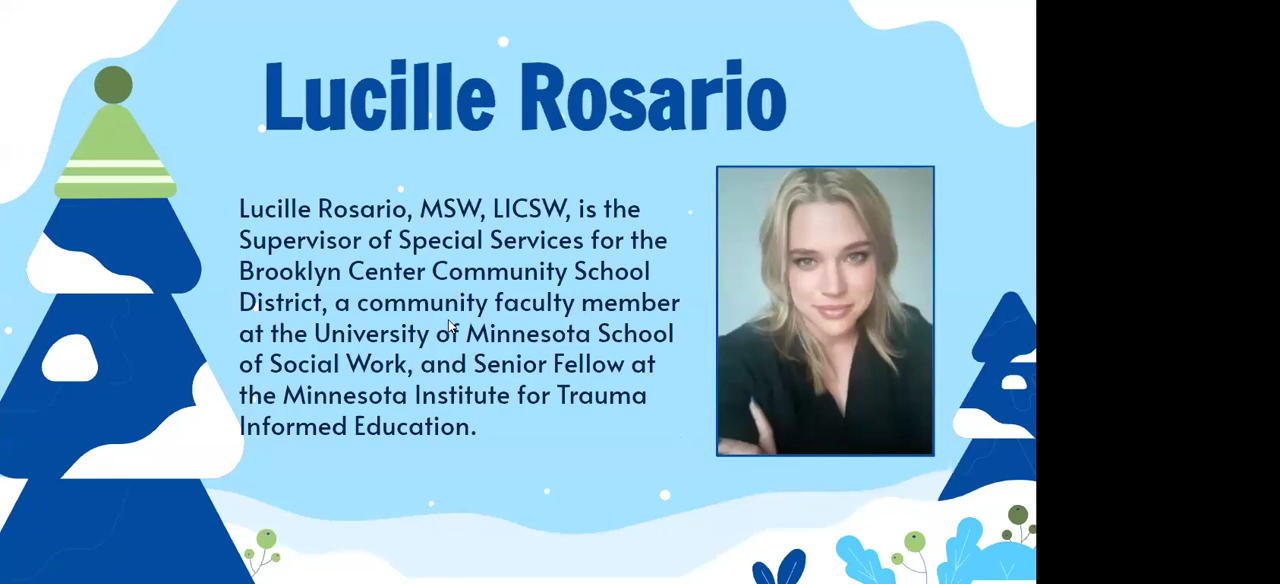 Lucille Rosario
Lucille Rosario, MSW, LICSW, is the
Supervisor of Special Services for the
Brooklyn Center Community School
District, a community faculty member
at the University of Minnesota School
of Social Work, and Senior Fellow at
the Minnesota Institute for Trauma
Informed Education.